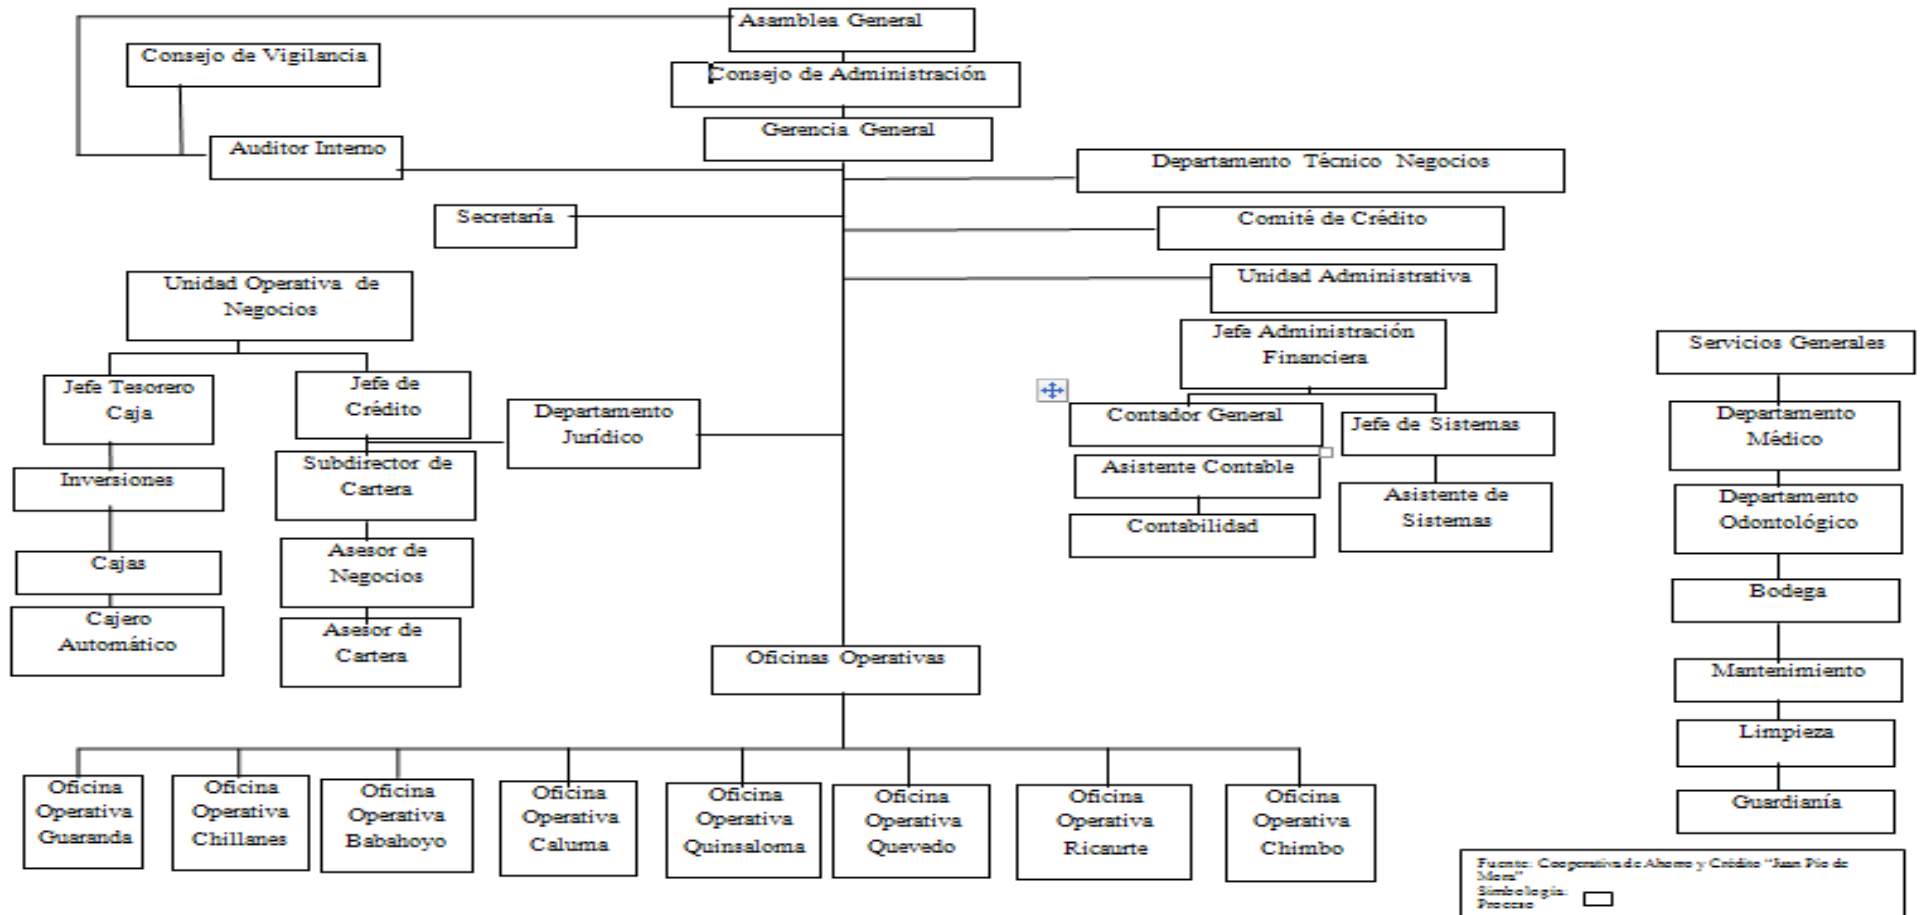 Asamblea General
Consejo de Vigilancia
Consejo de Administración
Gerencia General
Auditor Interno
Departamento Técnico Negocios
Secretaría
Comité de Crédito
Unidad Administrativa
Unidad Operativa de
Negocios
Jefe Administración
Financiera
Servicios Generales
Jefe Tesorero
Caja
Jefe de
Crédito
Departamento
Jurídico
Contador General
Jefe de Sistemas
Departamento
Médico
Inversiones
Subdirector de
Cartera
Asistente Contable
Asistente de
Sistemas
Departamento
Odontológico
Contabilidad
Cajas
Asesor de
Negocios
Bodega
Cajero
Automático
Asesor de
Cartera
Oficinas Operativas
Mantenimiento
Limpieza
Guardianía
Oficina
Operativa
Guaranda
Oficina
Operativa
Chillanes
Oficina
Operativa
Babahoyo
Oficina
Operativa
Caluma
Oficina
Operativa
Quinsaloma
Oficina
Operativa
Quevedo
Oficina
Operativa
Ricaurte
Oficina
Operativa
Chimbo
Fuente: Cooperativa de Ahorro y Crédito "Juan Pio de
Mora"
Simbología:
Proceso